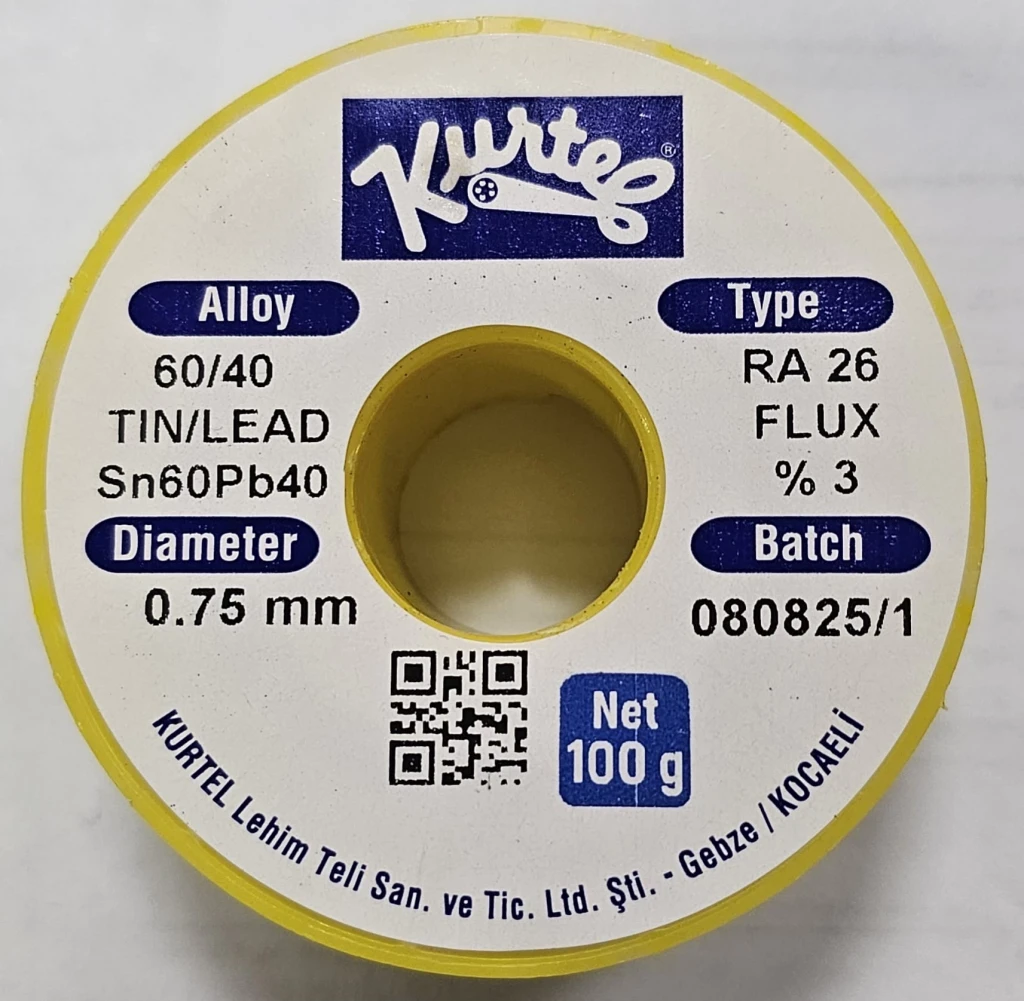 Kurtel®
Alloy
60/40
TIN/LEAD
Sn60Pb40
Diameter
0.75 mm
Type
RA 26
FLUX
% 3
Batch
080825/1
Net
100 g
KURTEL Lehim Teli San. ve Tic. Ltd. Şti. - Gebze / KOCAELİ